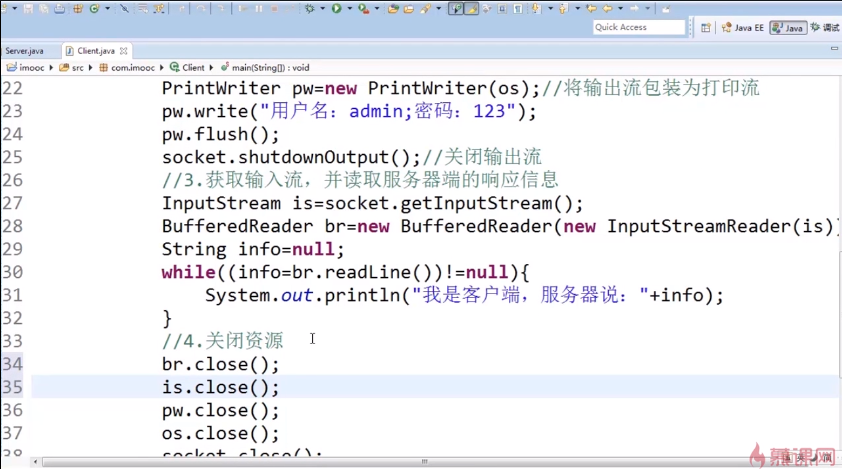 Quick Access
Java EE
Java
调试
Server.java
Client.java
imooc
src
com.imooc
Client
main(String[]) : void
22 PrintWriter pw=new PrintWriter(os);//将输出流包装为打印流
23 pw.write("用户名：admin;密码：123");
24 pw.flush();
25 socket.shutdownOutput();//关闭输出流
26 //3.获取输入流，并读取服务器端的响应信息
27 InputStream is=socket.getInputStream();
28 BufferedReader br=new BufferedReader(new InputStreamReader(is))
29 String info=null;
30 while((info=br.readLine())!=null){
31 System.out.println("我是客户端，服务器说："+info);
32 }
33 //4.关闭资源
34 br.close();
35 is.close();
36 pw.close();
37 os.close();
38 socket.close();
慕课网